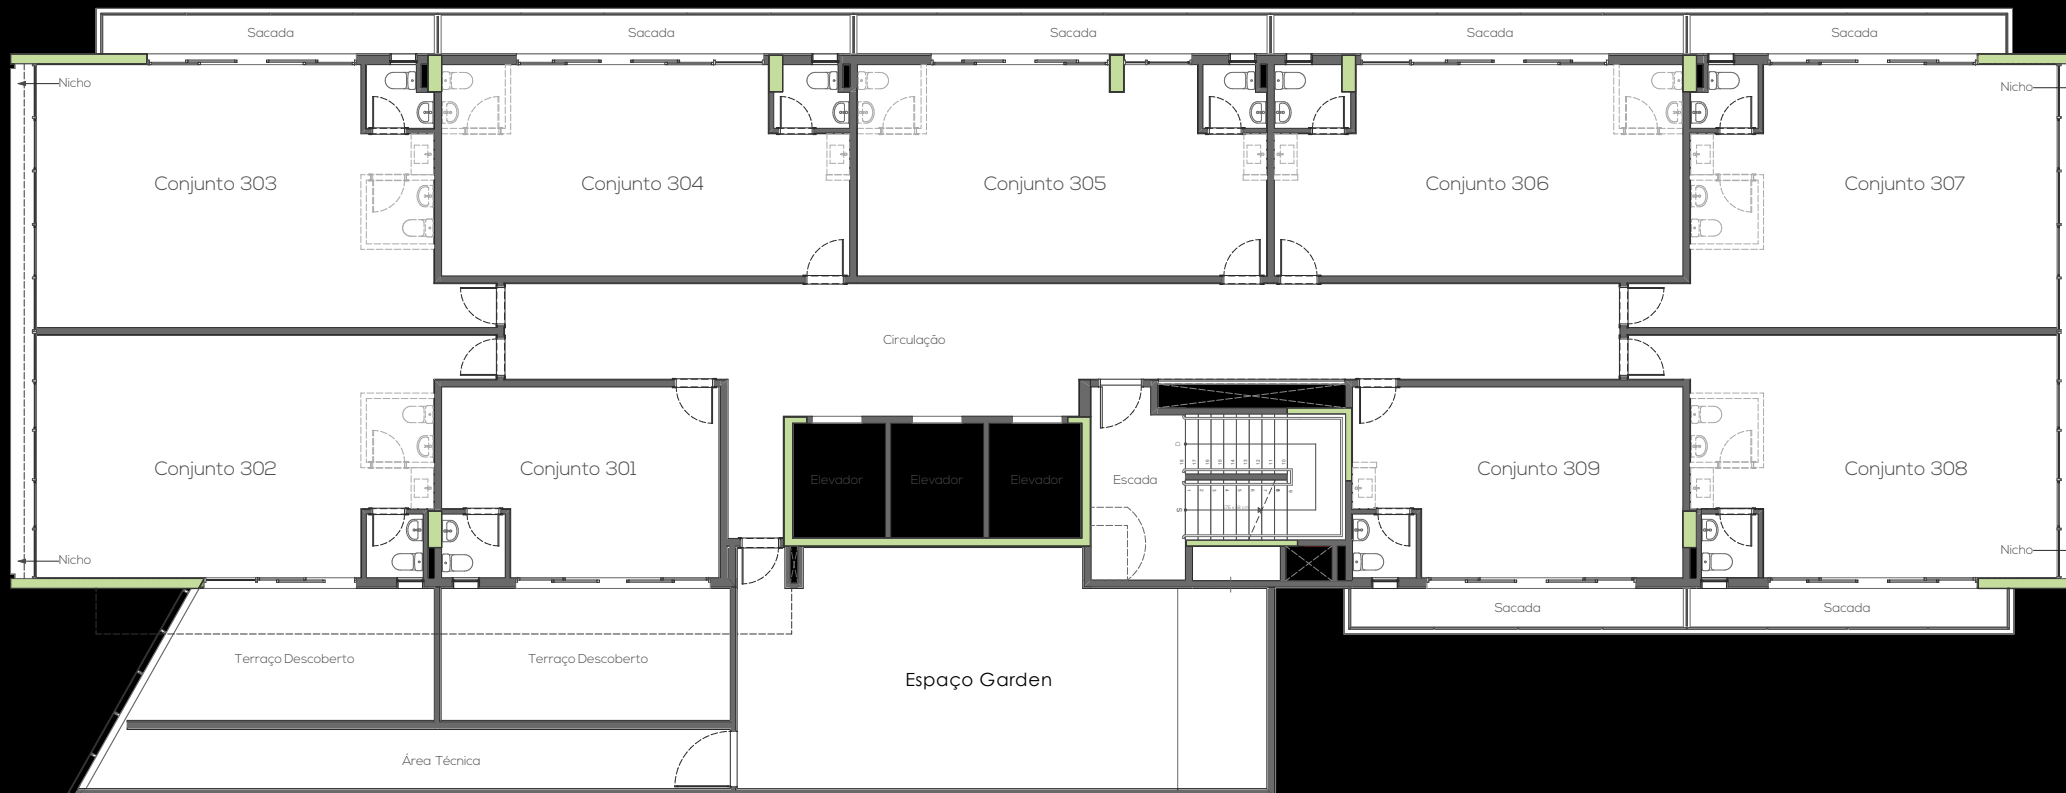 Sacada
Sacada
Sacada
Sacada
Sacada
Nicho
Nicho
Conjunto 303
Conjunto 304
Conjunto 305
Conjunto 306
Conjunto 307
Circulação
Conjunto 302
Conjunto 301
Elevador
Elevador
Elevador
Escada
Conjunto 309
Conjunto 308
Nicho
Nicho
Sacada
Sacada
Terraço Descoberto
Terraço Descoberto
Espaço Garden
Área Técnica